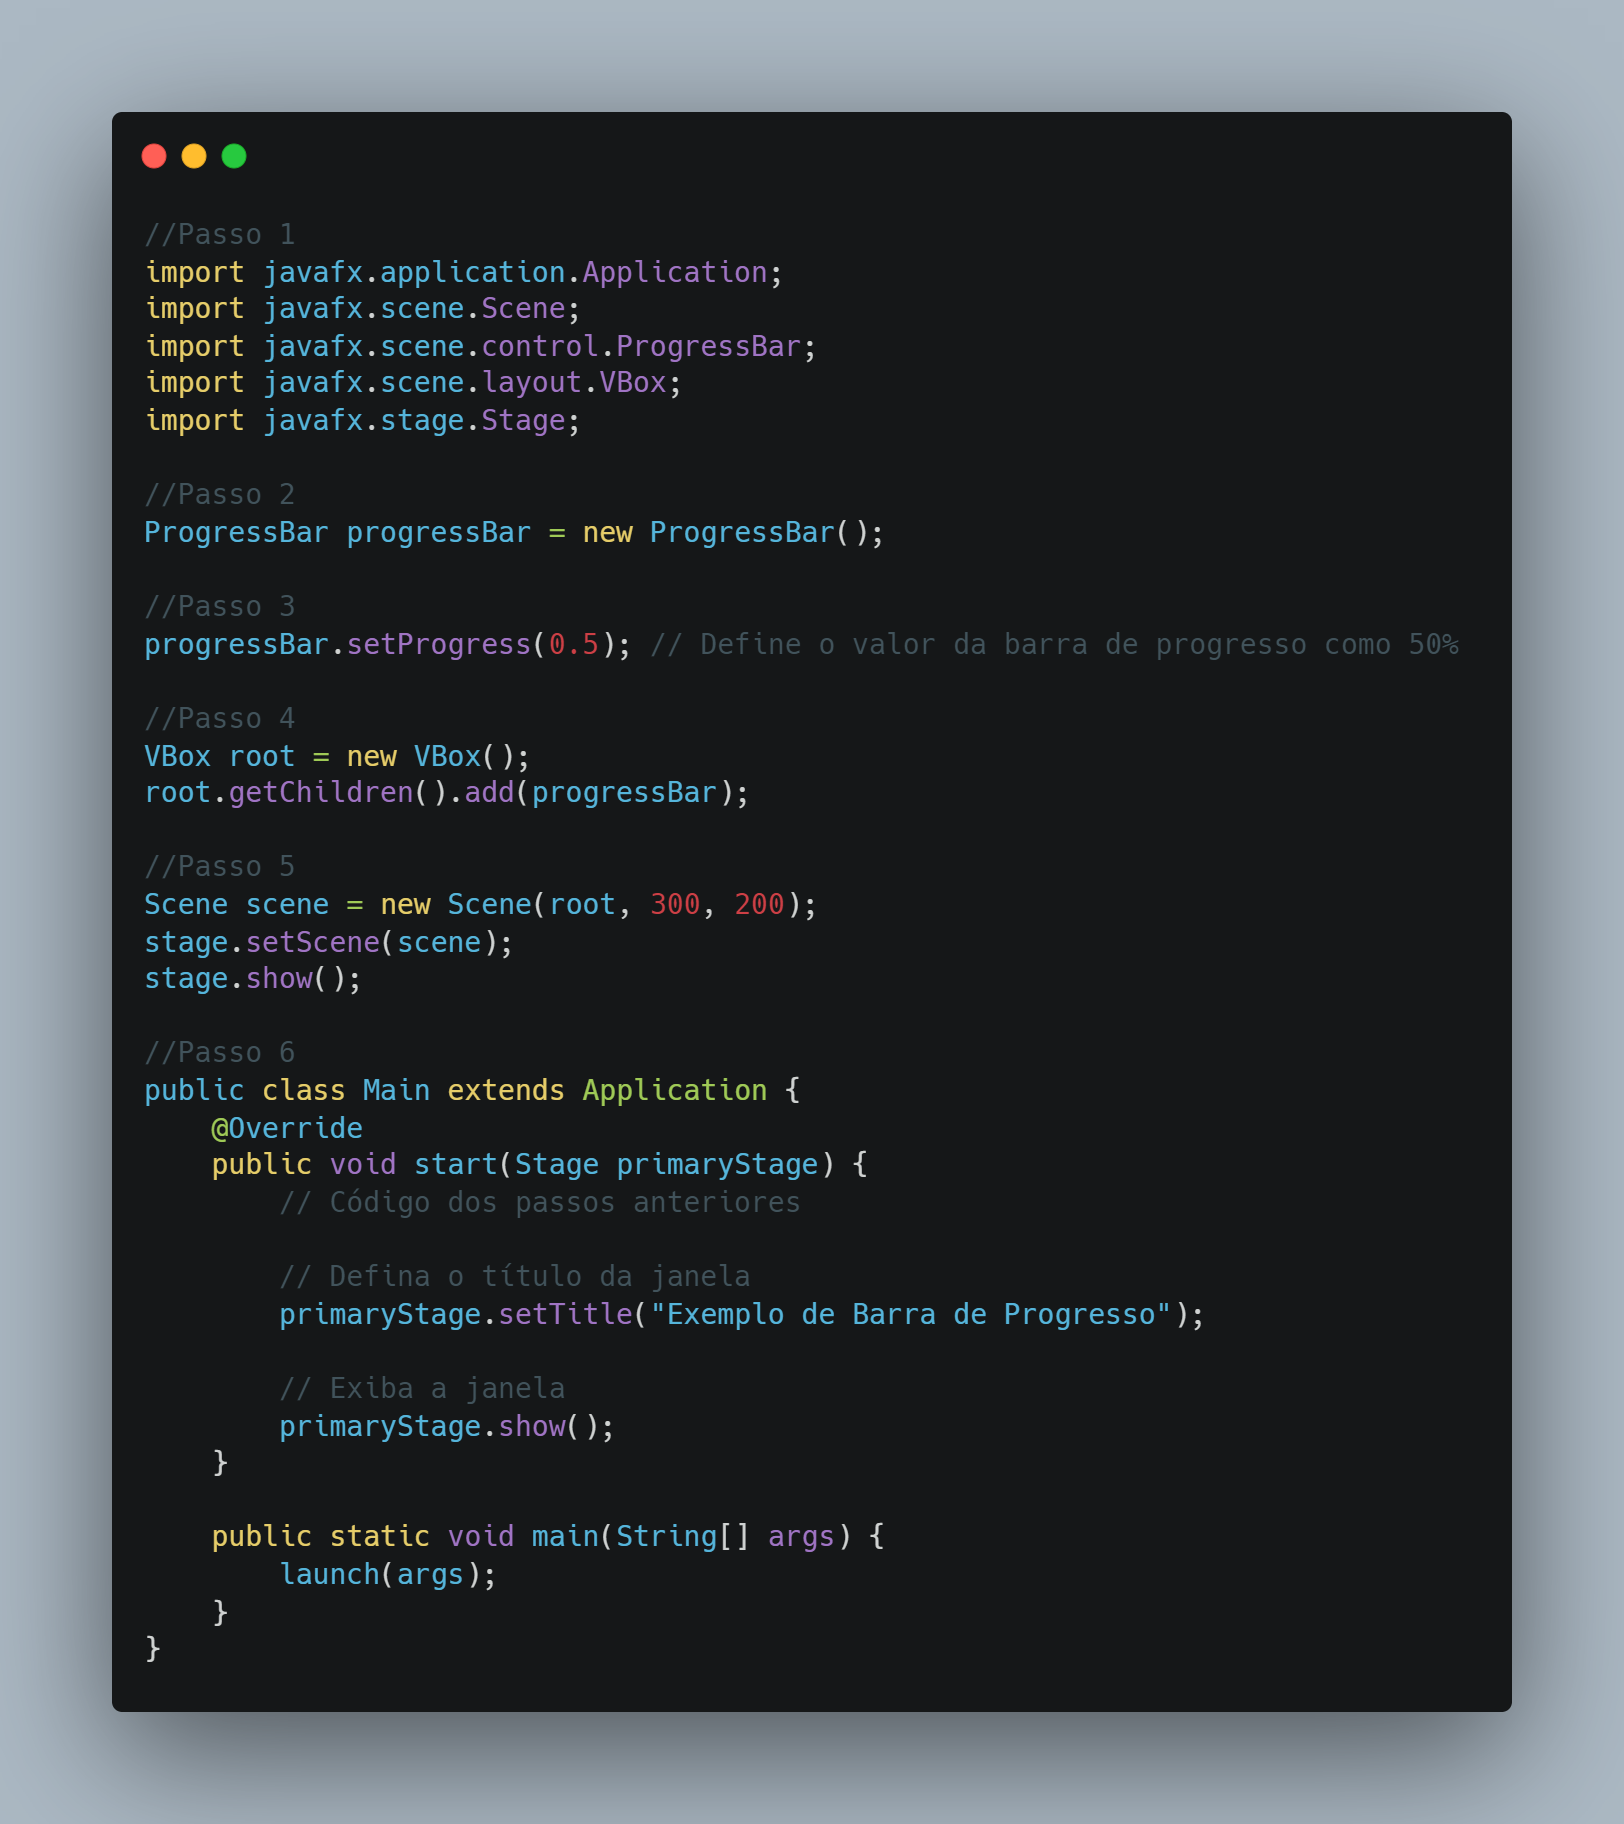 //Passo 1
import javafx.application.Application;
import javafx.scene.Scene;
import javafx.scene.control.ProgressBar;
import javafx.scene.layout.VBox;
import javafx.stage.Stage;

//Passo 2
ProgressBar progressBar = new ProgressBar();

//Passo 3
progressBar.setProgress(0.5); // Define o valor da barra de progresso como 50%

//Passo 4
VBox root = new VBox();
root.getChildren().add(progressBar);

//Passo 5
Scene scene = new Scene(root, 300, 200);
stage.setScene(scene);
stage.show();

//Passo 6
public class Main extends Application {
    @Override
    public void start(Stage primaryStage) {
        // Código dos passos anteriores

        // Defina o título da janela
        primaryStage.setTitle("Exemplo de Barra de Progresso");

        // Exiba a janela
        primaryStage.show();
    }

    public static void main(String[] args) {
        launch(args);
    }
}